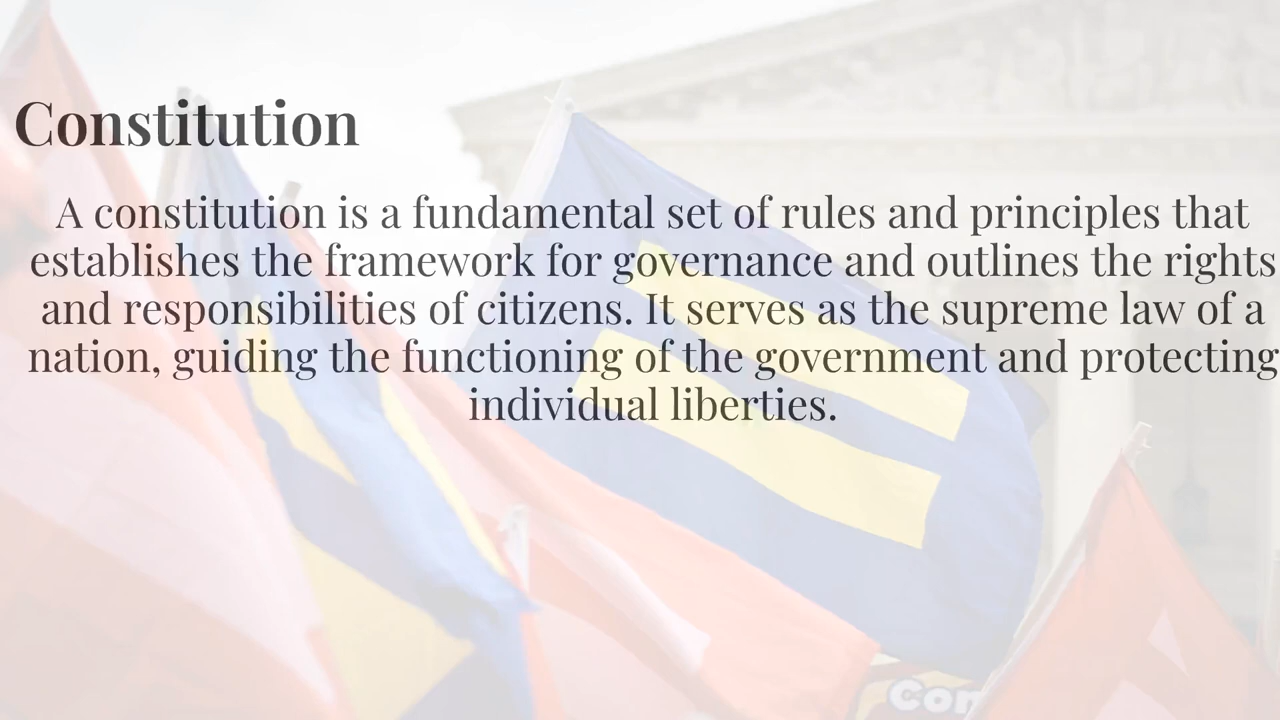 Constitution
A constitution is a fundamental set of rules and principles that
establishes the framework for governance and outlines the rights
and responsibilities of citizens. It serves as the supreme law of a
nation, guiding the functioning of the government and protecting
individual liberties.
Con